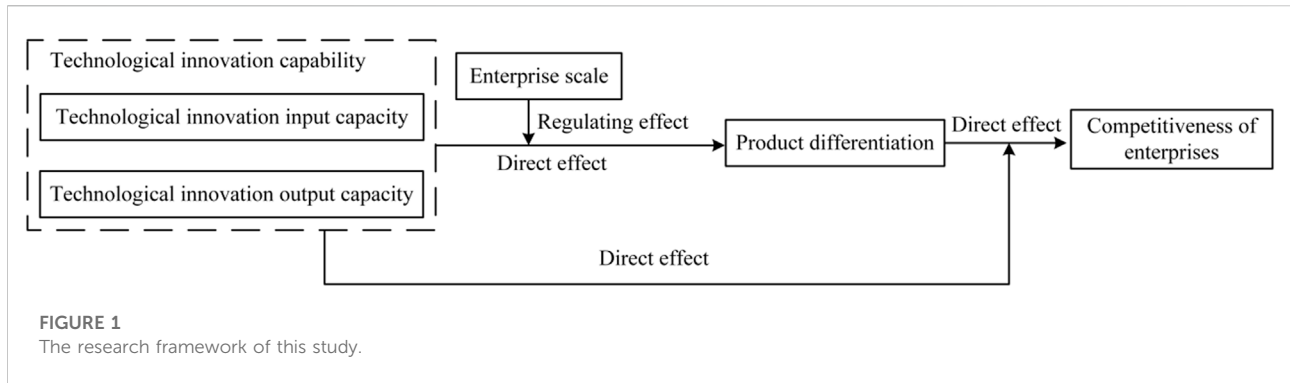 Technological innovation capability
Technological innovation input capacity
Technological innovation output capacity
Enterprise scale
Regulating effect
Direct effect
Product differentiation
Direct effect
Competitiveness of
enterprises
Direct effect
FIGURE 1
The research framework of this study.